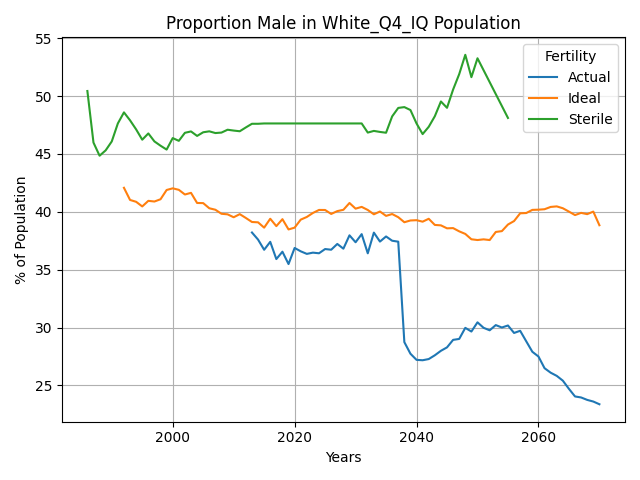 Proportion Male in White_Q4_IQ Population
% of Population
55
50
45
40
35
30
25
2000
2020
2040
2060
Years
Fertility
Actual
Ideal
Sterile